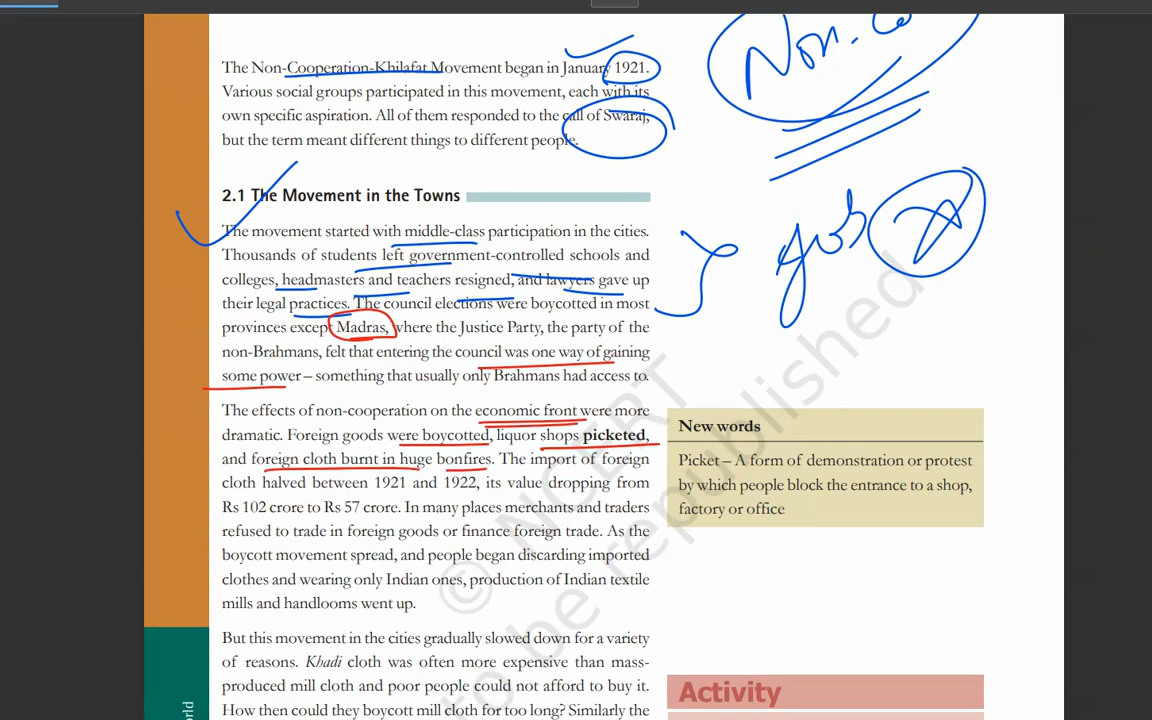 Non-Co
The Non-Cooperation-Khilafat Movement began in January 1921.
Various social groups participated in this movement, each with its
own specific aspiration. All of them responded to the call of Swaraj,
but the term meant different things to different people.
2.1 The Movement in the Towns
The movement started with middle-class participation in the cities.
Thousands of students left government-controlled schools and
colleges, headmasters and teachers resigned, and lawyers gave up
their legal practices. The council elections were boycotted in most
provinces except Madras, where the Justice Party, the party of the
non-Brahmans, felt that entering the council was one way of gaining
some power – something that usually only Brahmans had access to.
The effects of non-cooperation on the economic front were more
dramatic. Foreign goods were boycotted, liquor shops picketed,
and foreign cloth burnt in huge bonfires. The import of foreign
cloth halved between 1921 and 1922, its value dropping from
Rs 102 crore to Rs 57 crore. In many places merchants and traders
refused to trade in foreign goods or finance foreign trade. As the
boycott movement spread, and people began discarding imported
clothes and wearing only Indian ones, production of Indian textile
mills and handlooms went up.
But this movement in the cities gradually slowed down for a variety
of reasons. Khadi cloth was often more expensive than mass-
produced mill cloth and poor people could not afford to buy it.
How then could they boycott mill cloth for too long? Similarly the
New words
Picket – A form of demonstration or protest
by which people block the entrance to a shop,
factory or office
Activity
© NCERT
to be republished